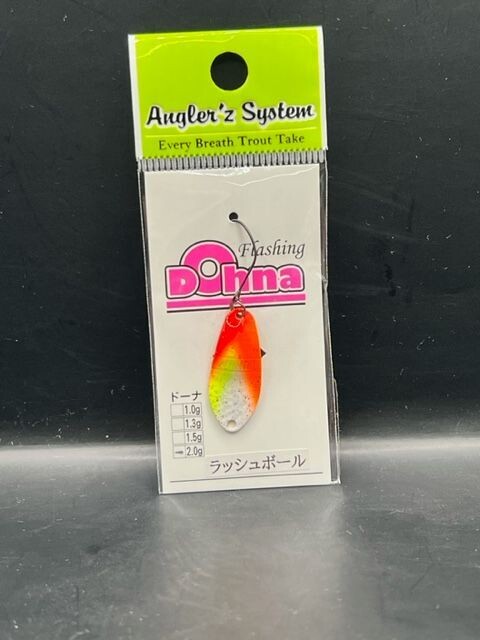 Angler'z System
Every Breath Trout Take
Flashing
Dohna
ドーナ
1.0g
1.3g
1.5g
2.0g
ラッシュボール